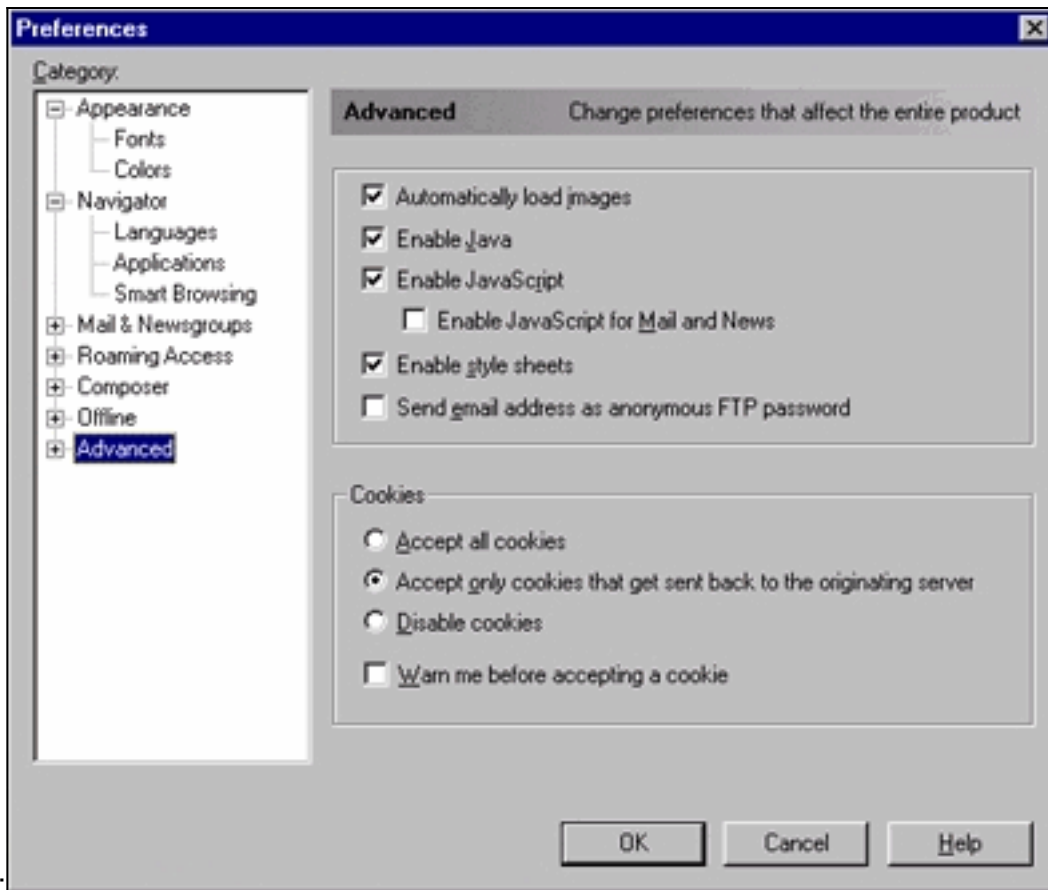 Preferences
Category:
Appearance
Fonts
Colors
Navigator
Languages
Applications
Smart Browsing
Mail & Newsgroups
Roaming Access
Composer
Offline
Advanced
Advanced Change preferences that affect the entire product
Automatically load images
Enable Java
Enable JavaScript
Enable JavaScript for Mail and News
Enable style sheets
Send email address as anonymous FTP password
Cookies
Accept all cookies
Accept only cookies that get sent back to the originating server
Disable cookies
Warn me before accepting a cookie
OK Cancel Help
.